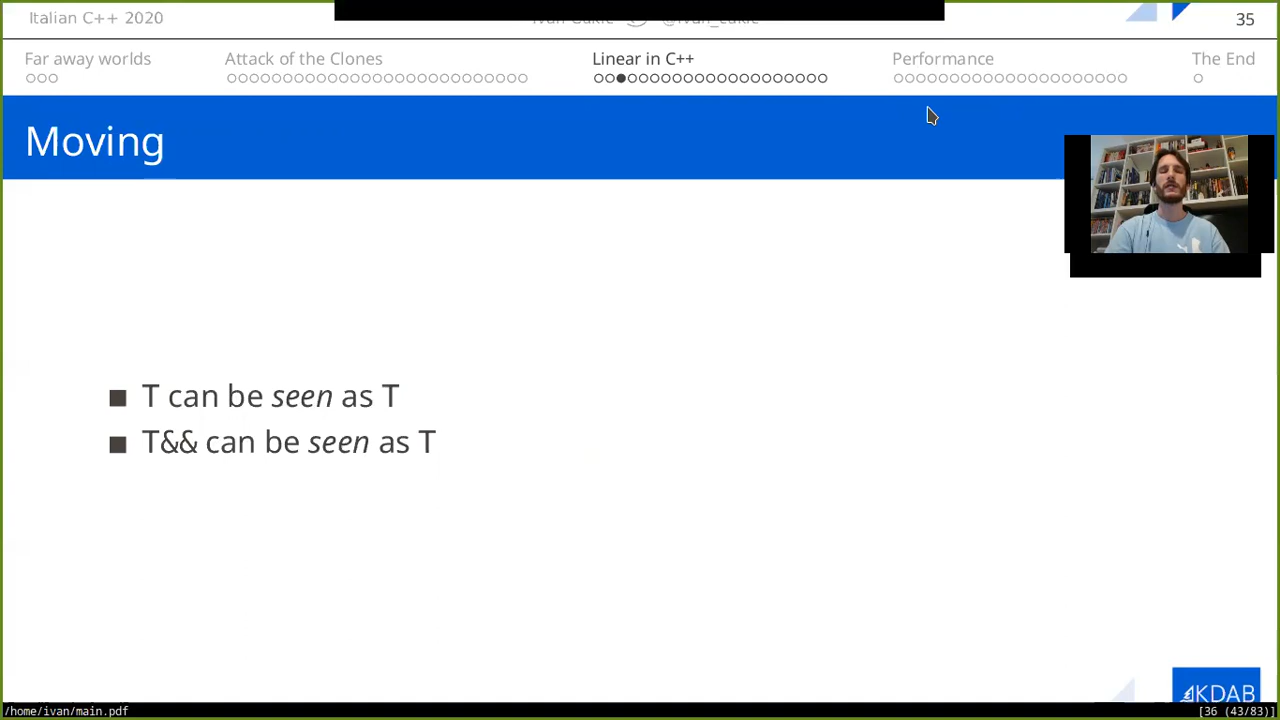 Italian C++ 2020
35
Far away worlds
Attack of the Clones
Linear in C++
Performance
The End
Moving
■ T can be seen as T
■ T&& can be seen as T
KDAB
/home/ivan/main.pdf
[36 (43/83)]